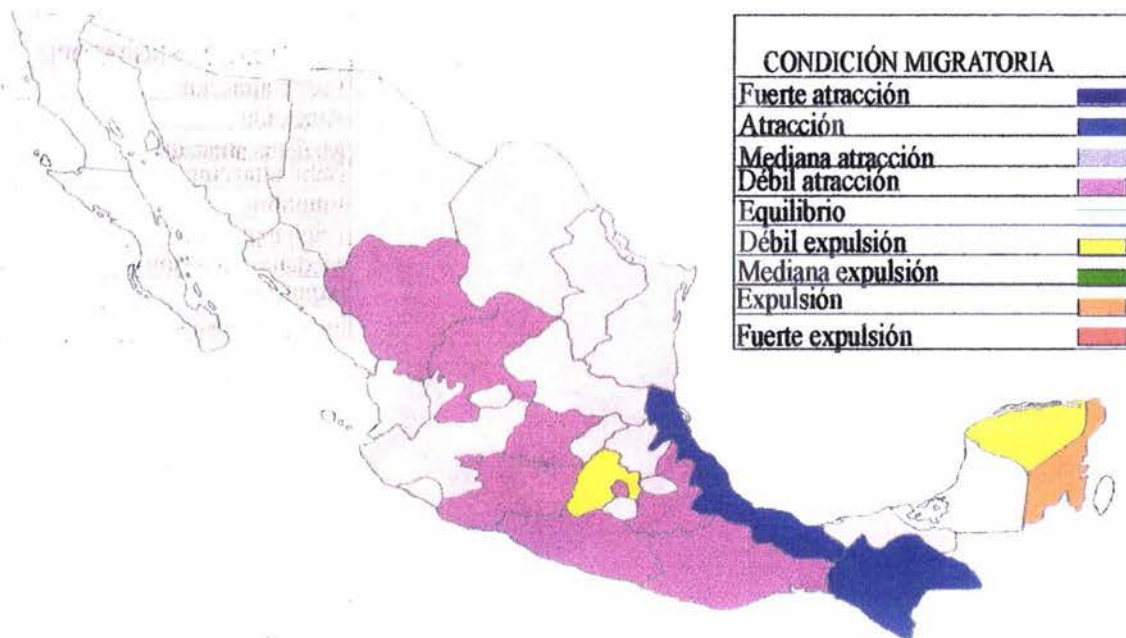 CONDICIÓN MIGRATORIA
Fuerte atracción
Atracción
Mediana atracción
Débil atracción
Equilibrio
Débil expulsión
Mediana expulsión
Expulsión
Fuerte expulsión